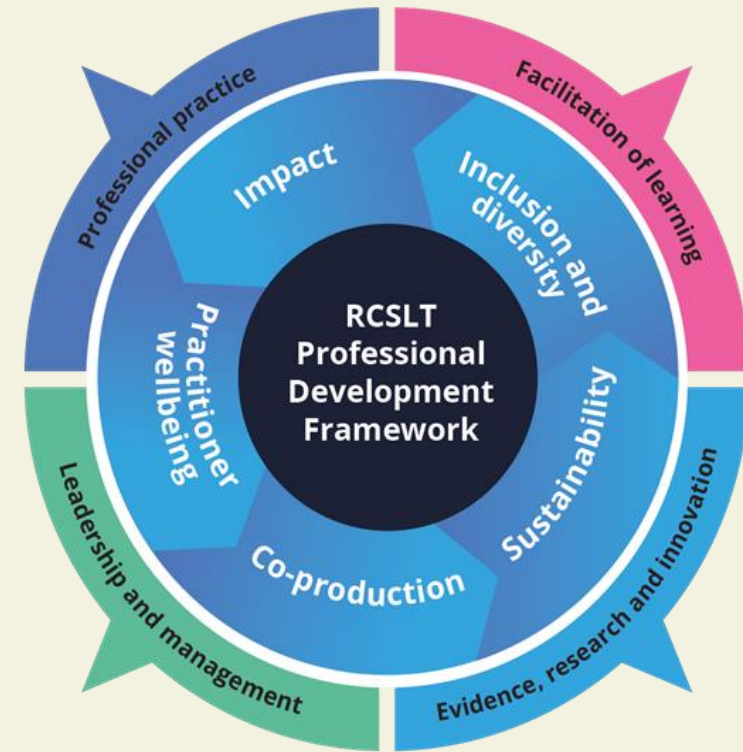 Professional practice
Facilitation of learning
Impact
Inclusion and
diversity
Practitioner
wellbeing
RCSLT
Professional
Development
Framework
Sustainability
Co-production
Leadership and management
Evidence, research and innovation